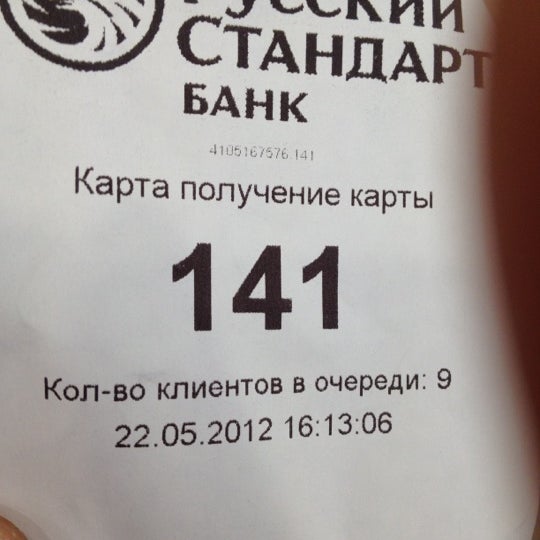 РУССКИЙ
СТАНДАРТ
БАНК
4105167576.141
Карта получение карты
141
Кол-во клиентов в очереди: 9
22.05.2012 16:13:06